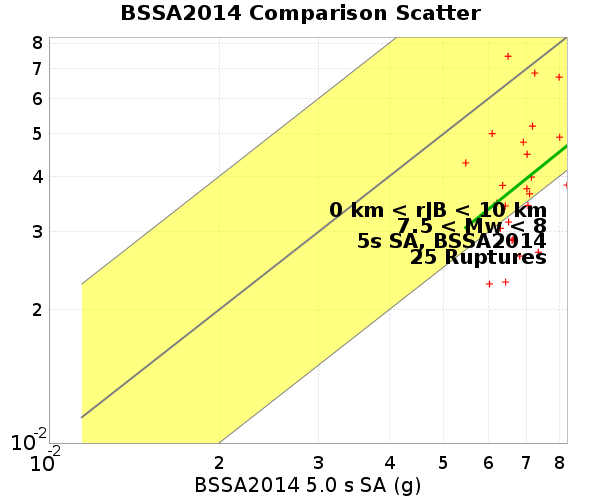 BSSA2014 Comparison Scatter
8
7
6
5
4
3
2
10-2
10-2
2
3
4
5
6
7
8
0 km < rJB < 10 km
7.5 < Mw < 8
5s SA, BSSA2014
25 Ruptures
BSSA2014 5.0 s SA (g)